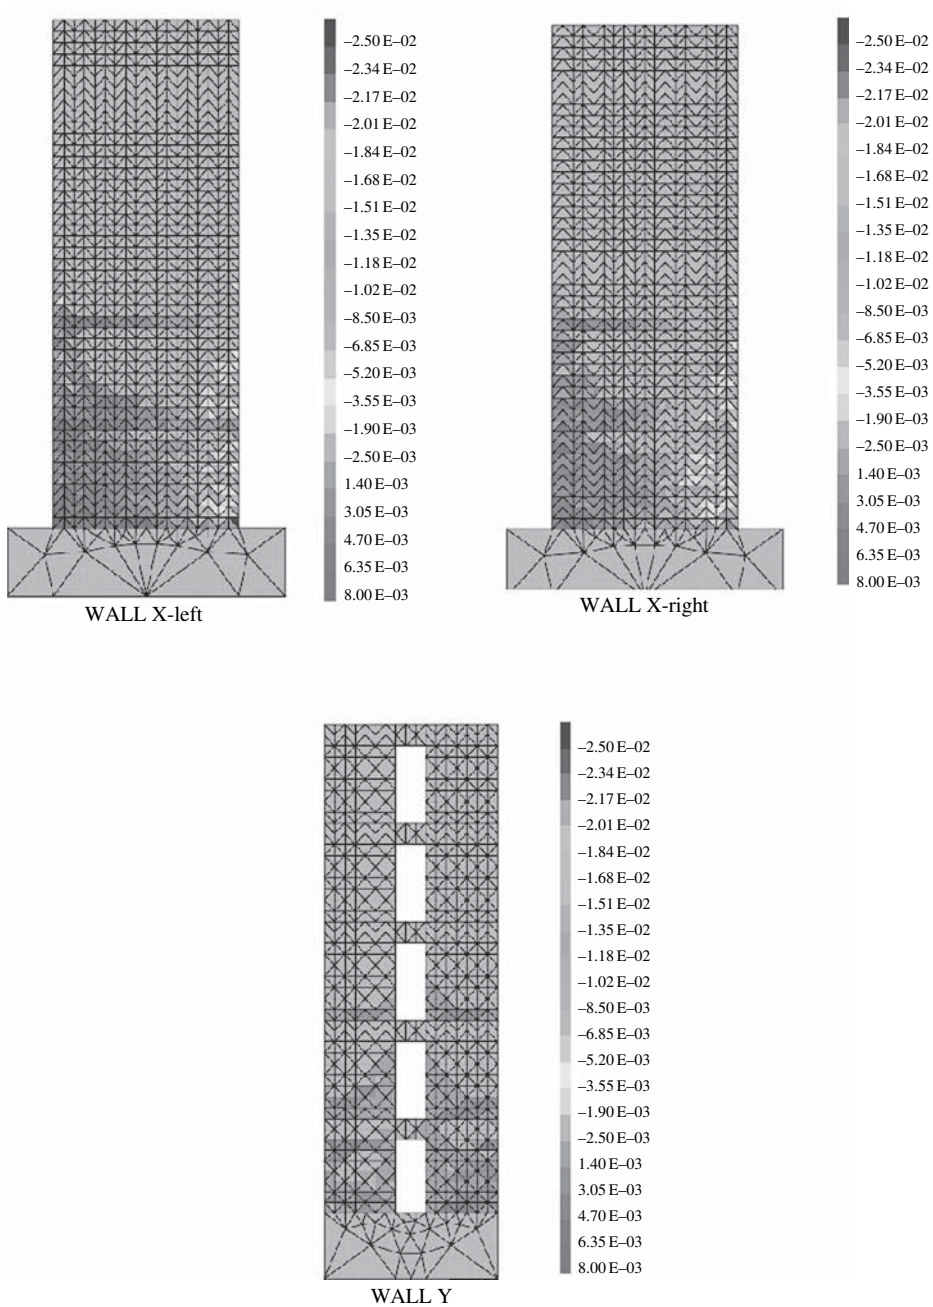 –2.50 E–02
–2.34 E–02
–2.17 E–02
–2.01 E–02
–1.84 E–02
–1.68 E–02
–1.51 E–02
–1.35 E–02
–1.18 E–02
–1.02 E–02
–8.50 E–03
–6.85 E–03
–5.20 E–03
–3.55 E–03
–1.90 E–03
–2.50 E–03
1.40 E–03
3.05 E–03
4.70 E–03
6.35 E–03
8.00 E–03
WALL X-left
–2.50 E–02
–2.34 E–02
–2.17 E–02
–2.01 E–02
–1.84 E–02
–1.68 E–02
–1.51 E–02
–1.35 E–02
–1.18 E–02
–1.02 E–02
–8.50 E–03
–6.85 E–03
–5.20 E–03
–3.55 E–03
–1.90 E–03
–2.50 E–03
1.40 E–03
3.05 E–03
4.70 E–03
6.35 E–03
8.00 E–03
WALL X-right
–2.50 E–02
–2.34 E–02
–2.17 E–02
–2.01 E–02
–1.84 E–02
–1.68 E–02
–1.51 E–02
–1.35 E–02
–1.18 E–02
–1.02 E–02
–8.50 E–03
–6.85 E–03
–5.20 E–03
–3.55 E–03
–1.90 E–03
–2.50 E–03
1.40 E–03
3.05 E–03
4.70 E–03
6.35 E–03
8.00 E–03
WALL Y